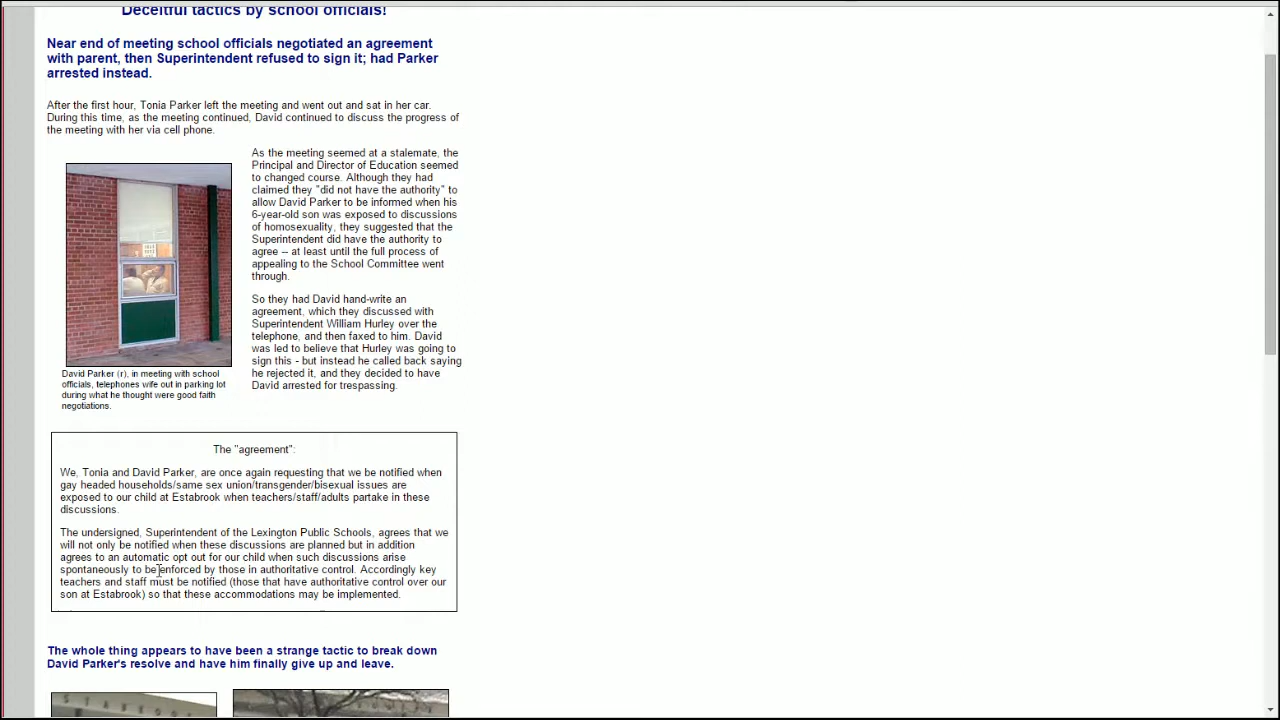 Deceitful tactics by school officials!
Near end of meeting school officials negotiated an agreement
with parent, then Superintendent refused to sign it; had Parker
arrested instead.
After the first hour, Tonia Parker left the meeting and went out and sat in her car.
During this time, as the meeting continued, David continued to discuss the progress of
the meeting with her via cell phone.
As the meeting seemed at a stalemate, the
Principal and Director of Education seemed
to changed course. Although they had
claimed they "did not have the authority" to
allow David Parker to be informed when his
6-year-old son was exposed to discussions
of homosexuality, they suggested that the
Superintendent did have the authority to
agree -- at least until the full process of
appealing to the School Committee went
through.
So they had David hand-write an
agreement, which they discussed with
Superintendent William Hurley over the
telephone, and then faxed to him. David
was led to believe that Hurley was going to
sign this - but instead he called back saying
he rejected it, and they decided to have
David arrested for trespassing.
David Parker (r), in meeting with school
officials, telephones wife out in parking lot
during what he thought were good faith
negotiations.
The "agreement":
We, Tonia and David Parker, are once again requesting that we be notified when
gay headed households/same sex union/transgender/bisexual issues are
exposed to our child at Estabrook when teachers/staff/adults partake in these
discussions.
The undersigned, Superintendent of the Lexington Public Schools, agrees that we
will not only be notified when these discussions are planned but in addition
agrees to an automatic opt out for our child when such discussions arise
spontaneously to be enforced by those in authoritative control. Accordingly key
teachers and staff must be notified (those that have authoritative control over our
son at Estabrook) so that these accommodations may be implemented.
The whole thing appears to have been a strange tactic to break down
David Parker's resolve and have him finally give up and leave.